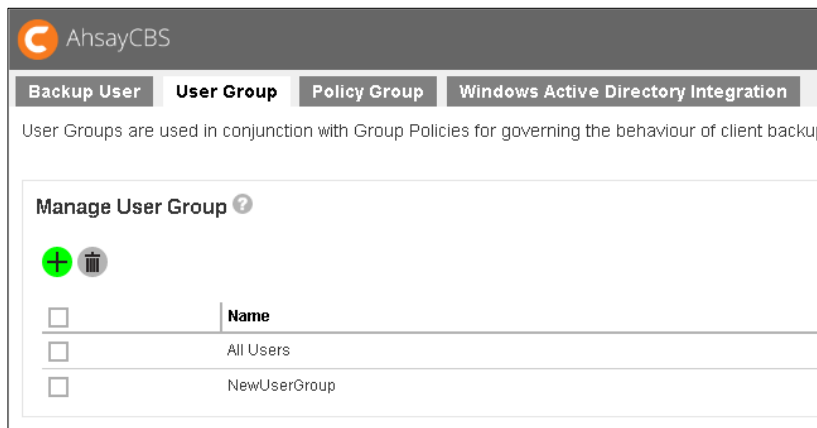 AhsayCBS
Backup User User Group Policy Group Windows Active Directory Integration
User Groups are used in conjunction with Group Policies for governing the behaviour of client backu
Manage User Group ?
Name
All Users
NewUserGroup